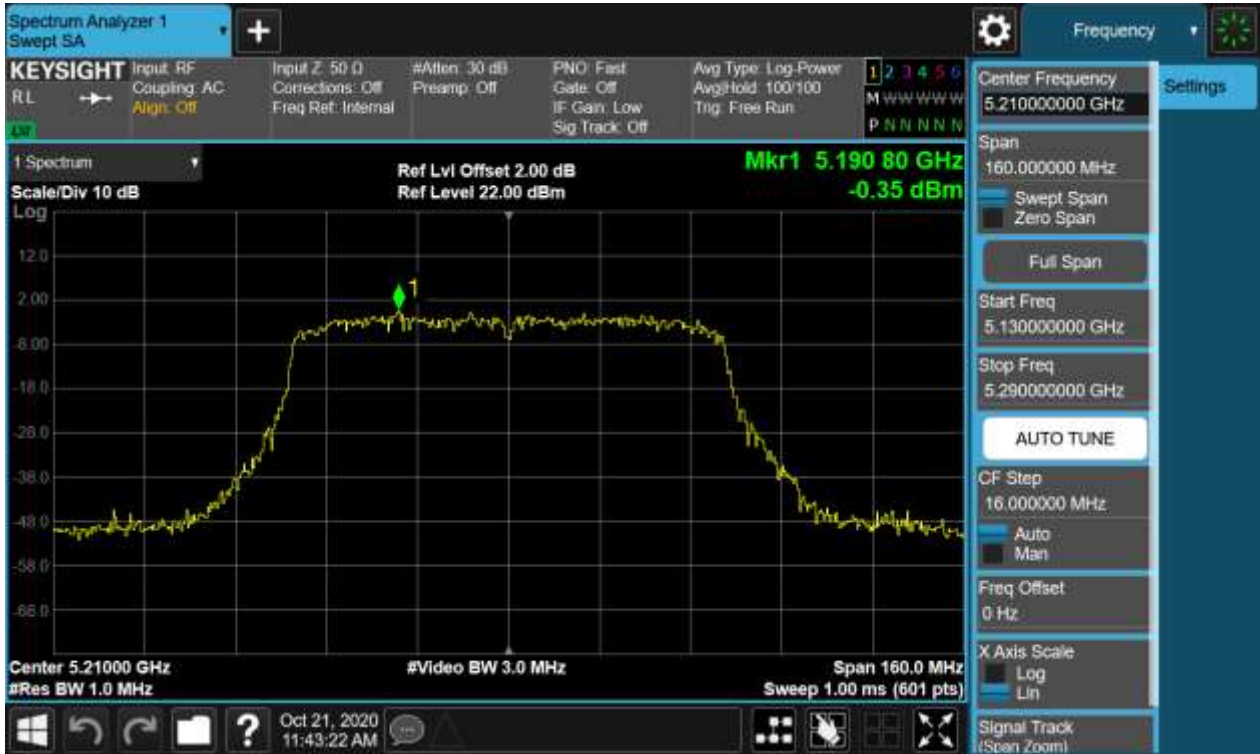 Spectrum Analyzer 1
Swept SA
+
Frequency
KEYSIGHT
RL
Input: RF
Coupling: AC
Align: Off
Input Z: 50 Ω
Corrections: Off
Freq Ref: Internal
#Atten: 30 dB
Preamp: Off
PNO: Fast
Gate: Off
IF Gain: Low
Sig Track: Off
Avg Type: Log-Power
Avg|Hold: 100/100
Trig: Free Run
1 2 3 4 5 6
M W W W W W
P N N N N N
Center Frequency
5.210000000 GHz
Settings
Span
160.000000 MHz
Swept Span
Zero Span
Full Span
Start Freq
5.130000000 GHz
Stop Freq
5.290000000 GHz
AUTO TUNE
CF Step
16.000000 MHz
Auto
Man
Freq Offset
0 Hz
X Axis Scale
Log
Lin
Signal Track
(Span Zoom)
1 Spectrum
Scale/Div 10 dB
Ref Lvl Offset 2.00 dB
Ref Level 22.00 dBm
Mkr1 5.190 80 GHz
-0.35 dBm
Log
1
12.0
2.00
-8.00
-18.0
-28.0
-38.0
-48.0
-58.0
-68.0
Center 5.21000 GHz
#Res BW 1.0 MHz
#Video BW 3.0 MHz
Span 160.0 MHz
Sweep 1.00 ms (601 pts)
?
Oct 21, 2020
11:43:22 AM